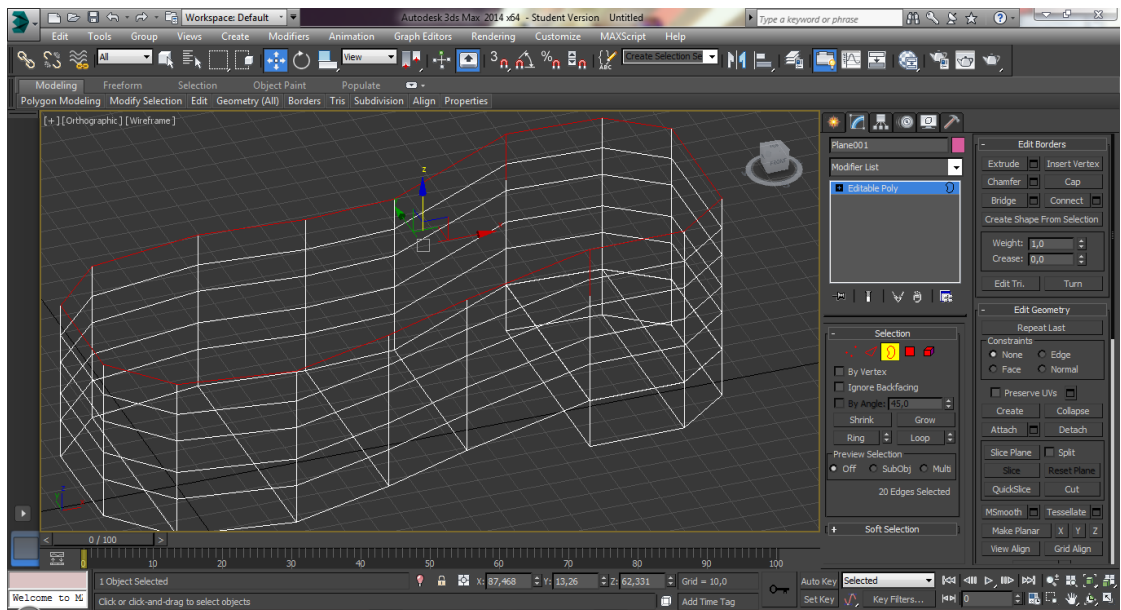 Workspace: Default
Autodesk 3ds Max 2014 x64 - Student Version Untitled
Type a keyword or phrase
Edit Tools Group Views Create Modifiers Animation Graph Editors Rendering Customize MAXScript Help
All
View
Create Selection Se
Modeling Freeform Selection Object Paint Populate
Polygon Modeling Modify Selection Edit Geometry (All) Borders Tris Subdivision Align Properties
[+] [Orthographic] [Wireframe]
z
Plane001
Modifier List
Editable Poly
- Selection
By Vertex
Ignore Backfacing
By Angle: 45,0
Shrink Grow
Ring Loop
Preview Selection
Off SubObj Multi
20 Edges Selected
+ Soft Selection
- Edit Borders
Extrude Insert Vertex
Chamfer Cap
Bridge Connect
Create Shape From Selection
Weight: 1,0
Crease: 0,0
Edit Tri. Turn
- Edit Geometry
Repeat Last
Constraints
None Edge
Face Normal
Preserve UVs
Create Collapse
Attach Detach
Slice Plane Split
Slice Reset Plane
QuickSlice Cut
MSmooth Tessellate
Make Planar X Y Z
View Align Grid Align
< 0 / 100 >
0 10 20 30 40 50 60 70 80 90 100
1 Object Selected X: 87,468 Y: 13,26 Z: 62,331 Grid = 10,0 Auto Key Selected
Welcome to M Click or click-and-drag to select objects Add Time Tag Set Key Key Filters... 0